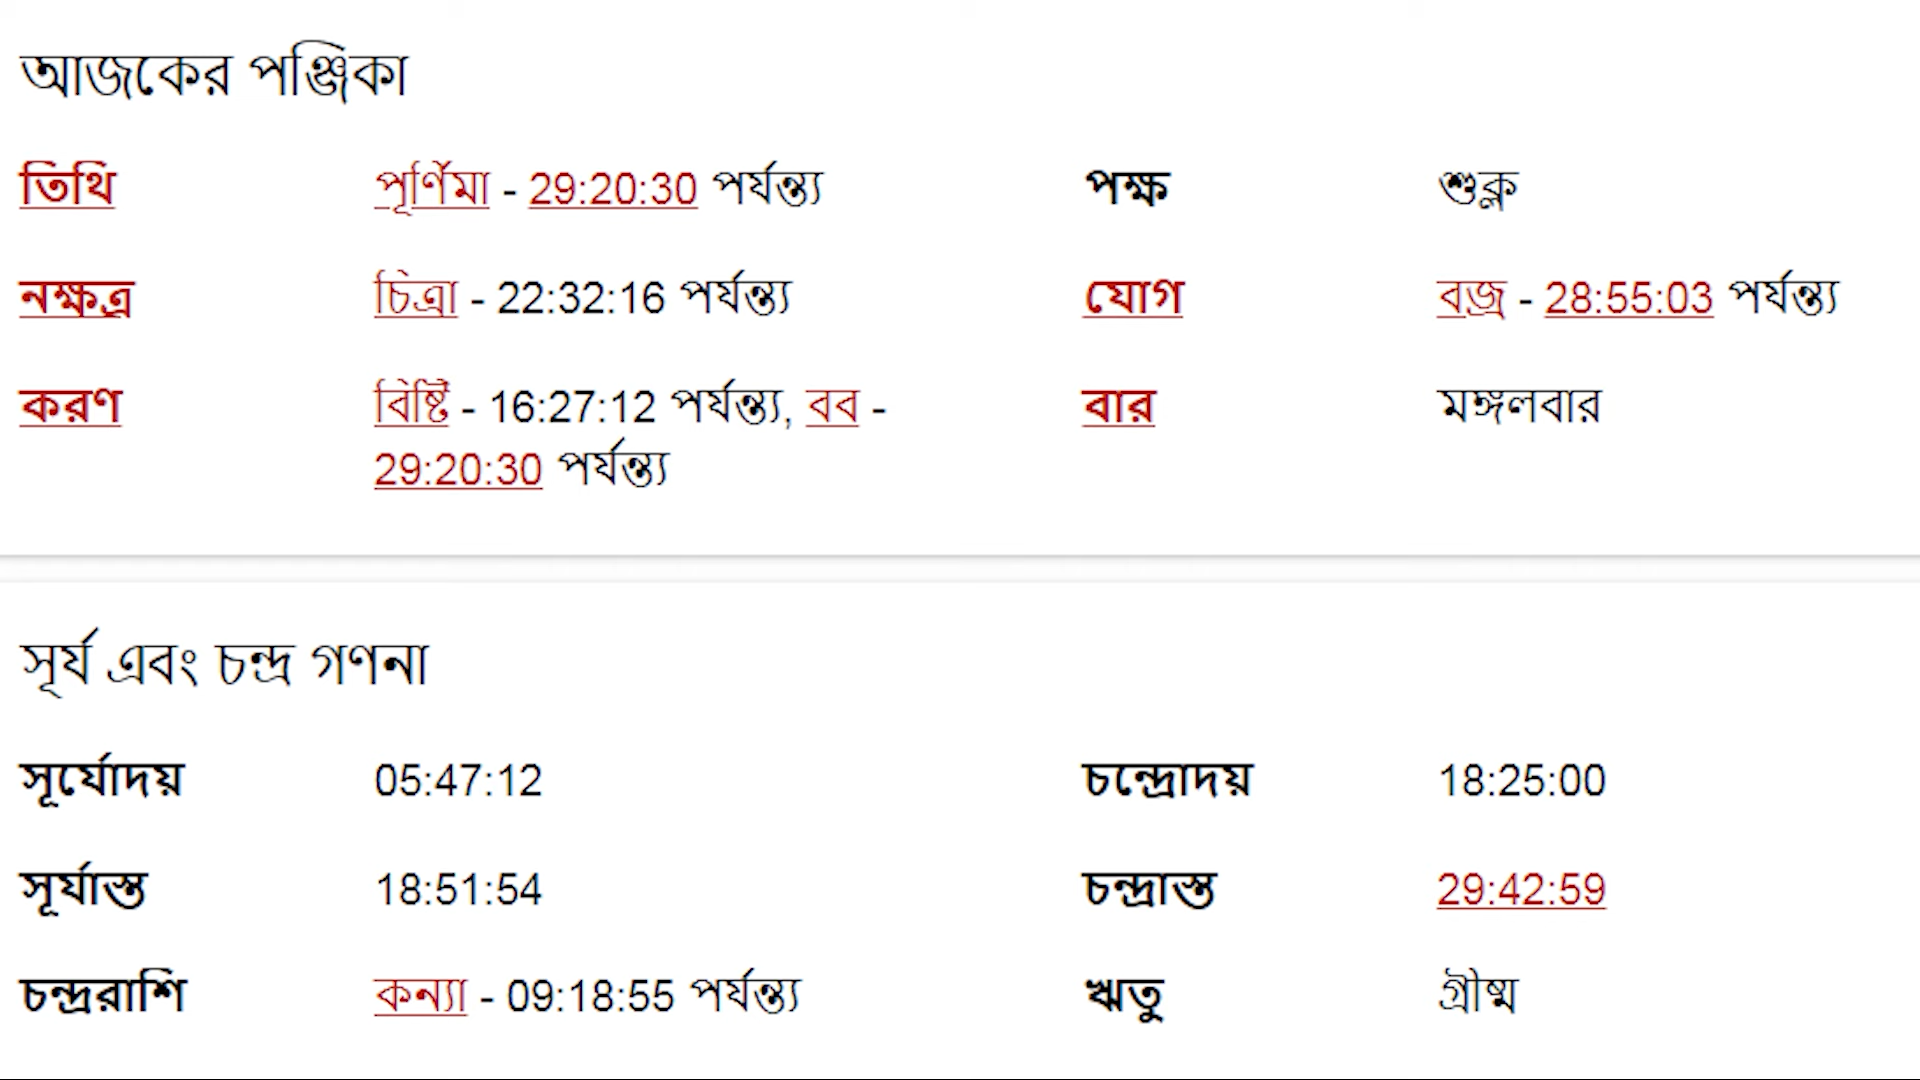 আজকের পঞ্জিকা
তিথি পূর্ণিমা - 29:20:30 পর্যন্ত্য পক্ষ শুক্ল
নক্ষত্র চিত্রা - 22:32:16 পর্যন্ত্য যোগ বজ্র - 28:55:03 পর্যন্ত্য
করণ বিষ্টি - 16:27:12 পর্যন্ত্য, বব - বার মঙ্গলবার
29:20:30 পর্যন্ত্য
সূর্য এবং চন্দ্র গণনা
সূর্যোদয় 05:47:12 চন্দ্রোদয় 18:25:00
সূর্যাস্ত 18:51:54 চন্দ্রাস্ত 29:42:59
চন্দ্ররাশি কন্যা - 09:18:55 পর্যন্ত্য ঋতু গ্রীষ্ম